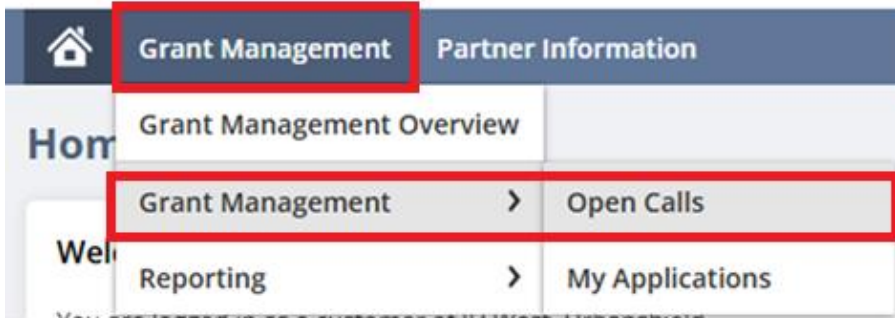 Grant Management Partner Information
Grant Management Overview
Hom
Grant Management > Open Calls
Wel
Reporting > My Applications